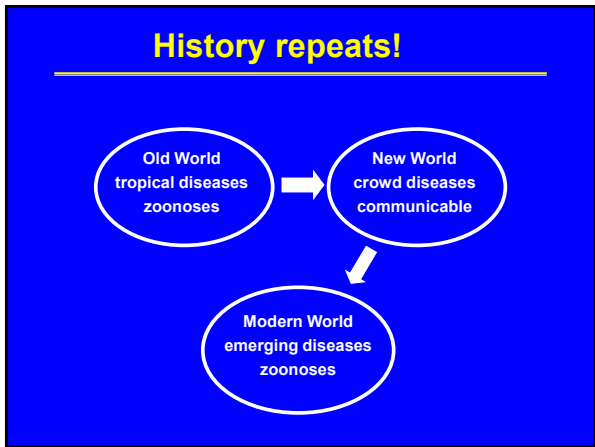 History repeats!
Old World
tropical diseases
zoonoses
New World
crowd diseases
communicable
Modern World
emerging diseases
zoonoses